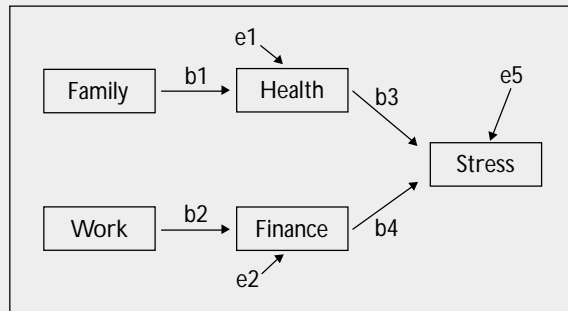 e1
Family
b1
Health
b3
e5
Stress
Work
b2
Finance
b4
e2